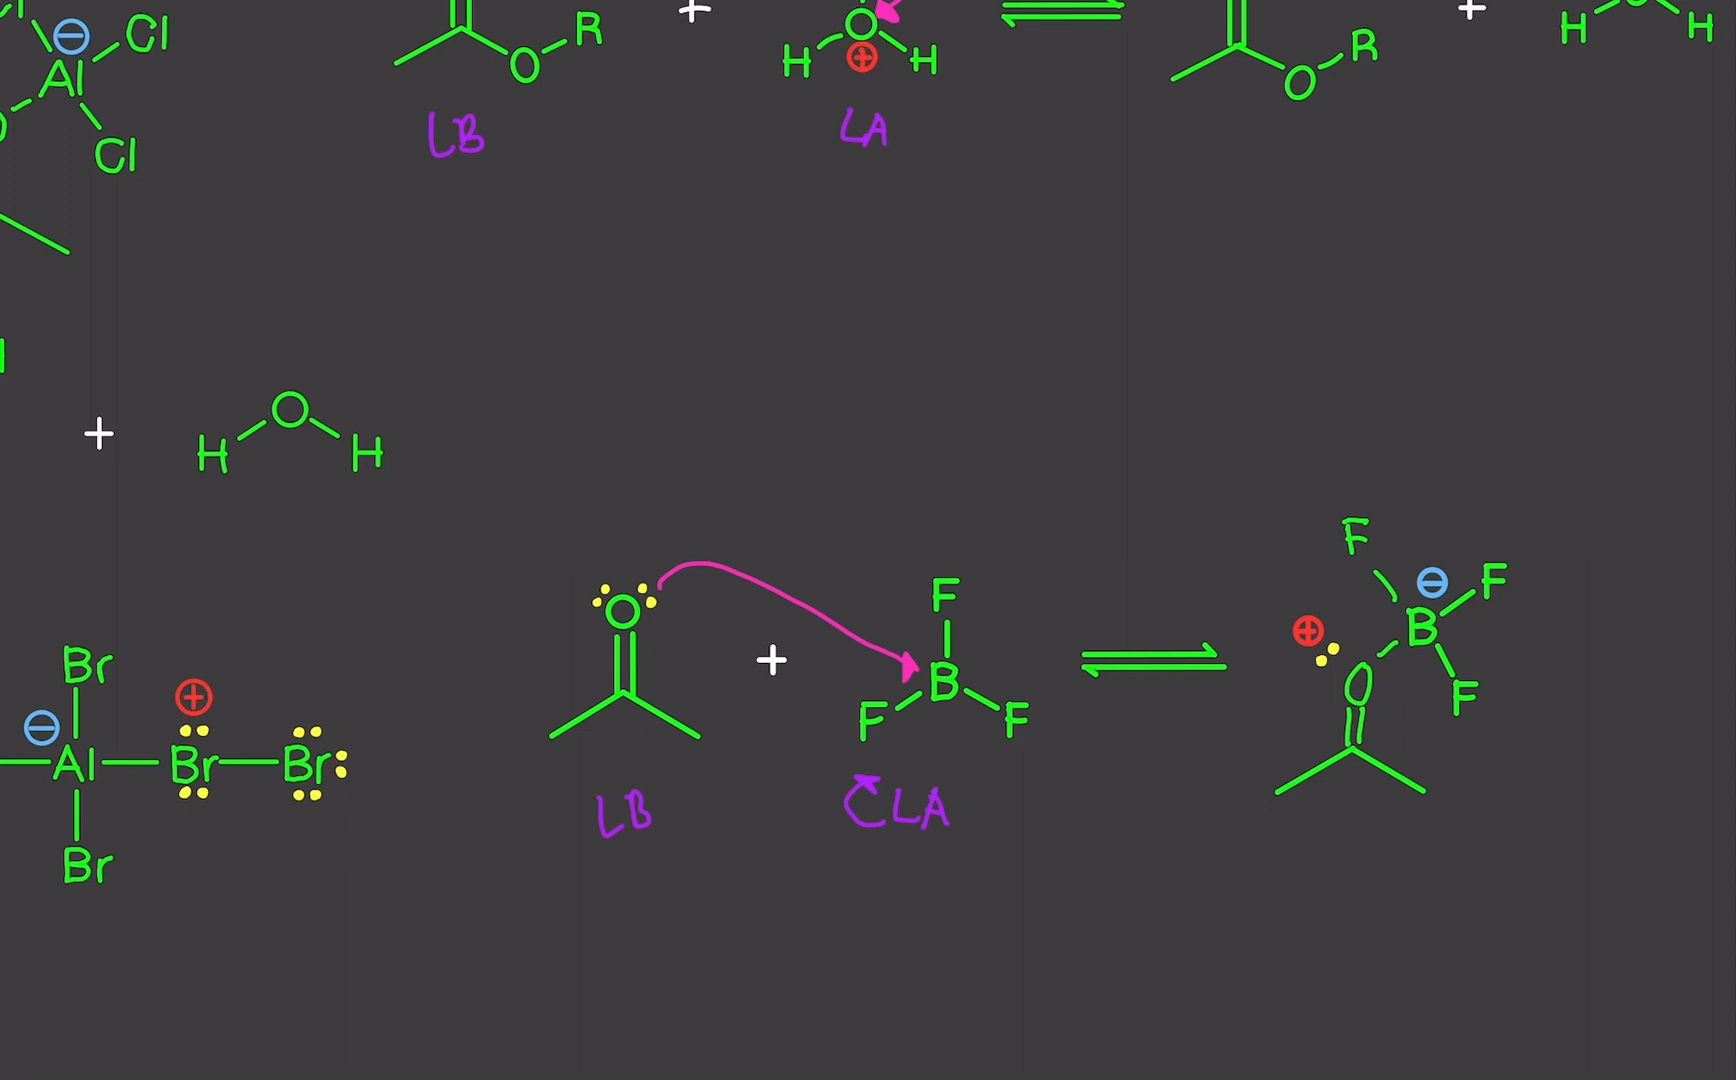 ⊖ Cl
Al
Cl
O R
LB
+
O
H ⊕ H
LA
⇌
O R
+
H H
+
H O H
Br
⊖ ⊕
Al Br Br
Br
O
LB
+
F
B
F F
LA
⇌
F
⊖ F
⊕ B
O F